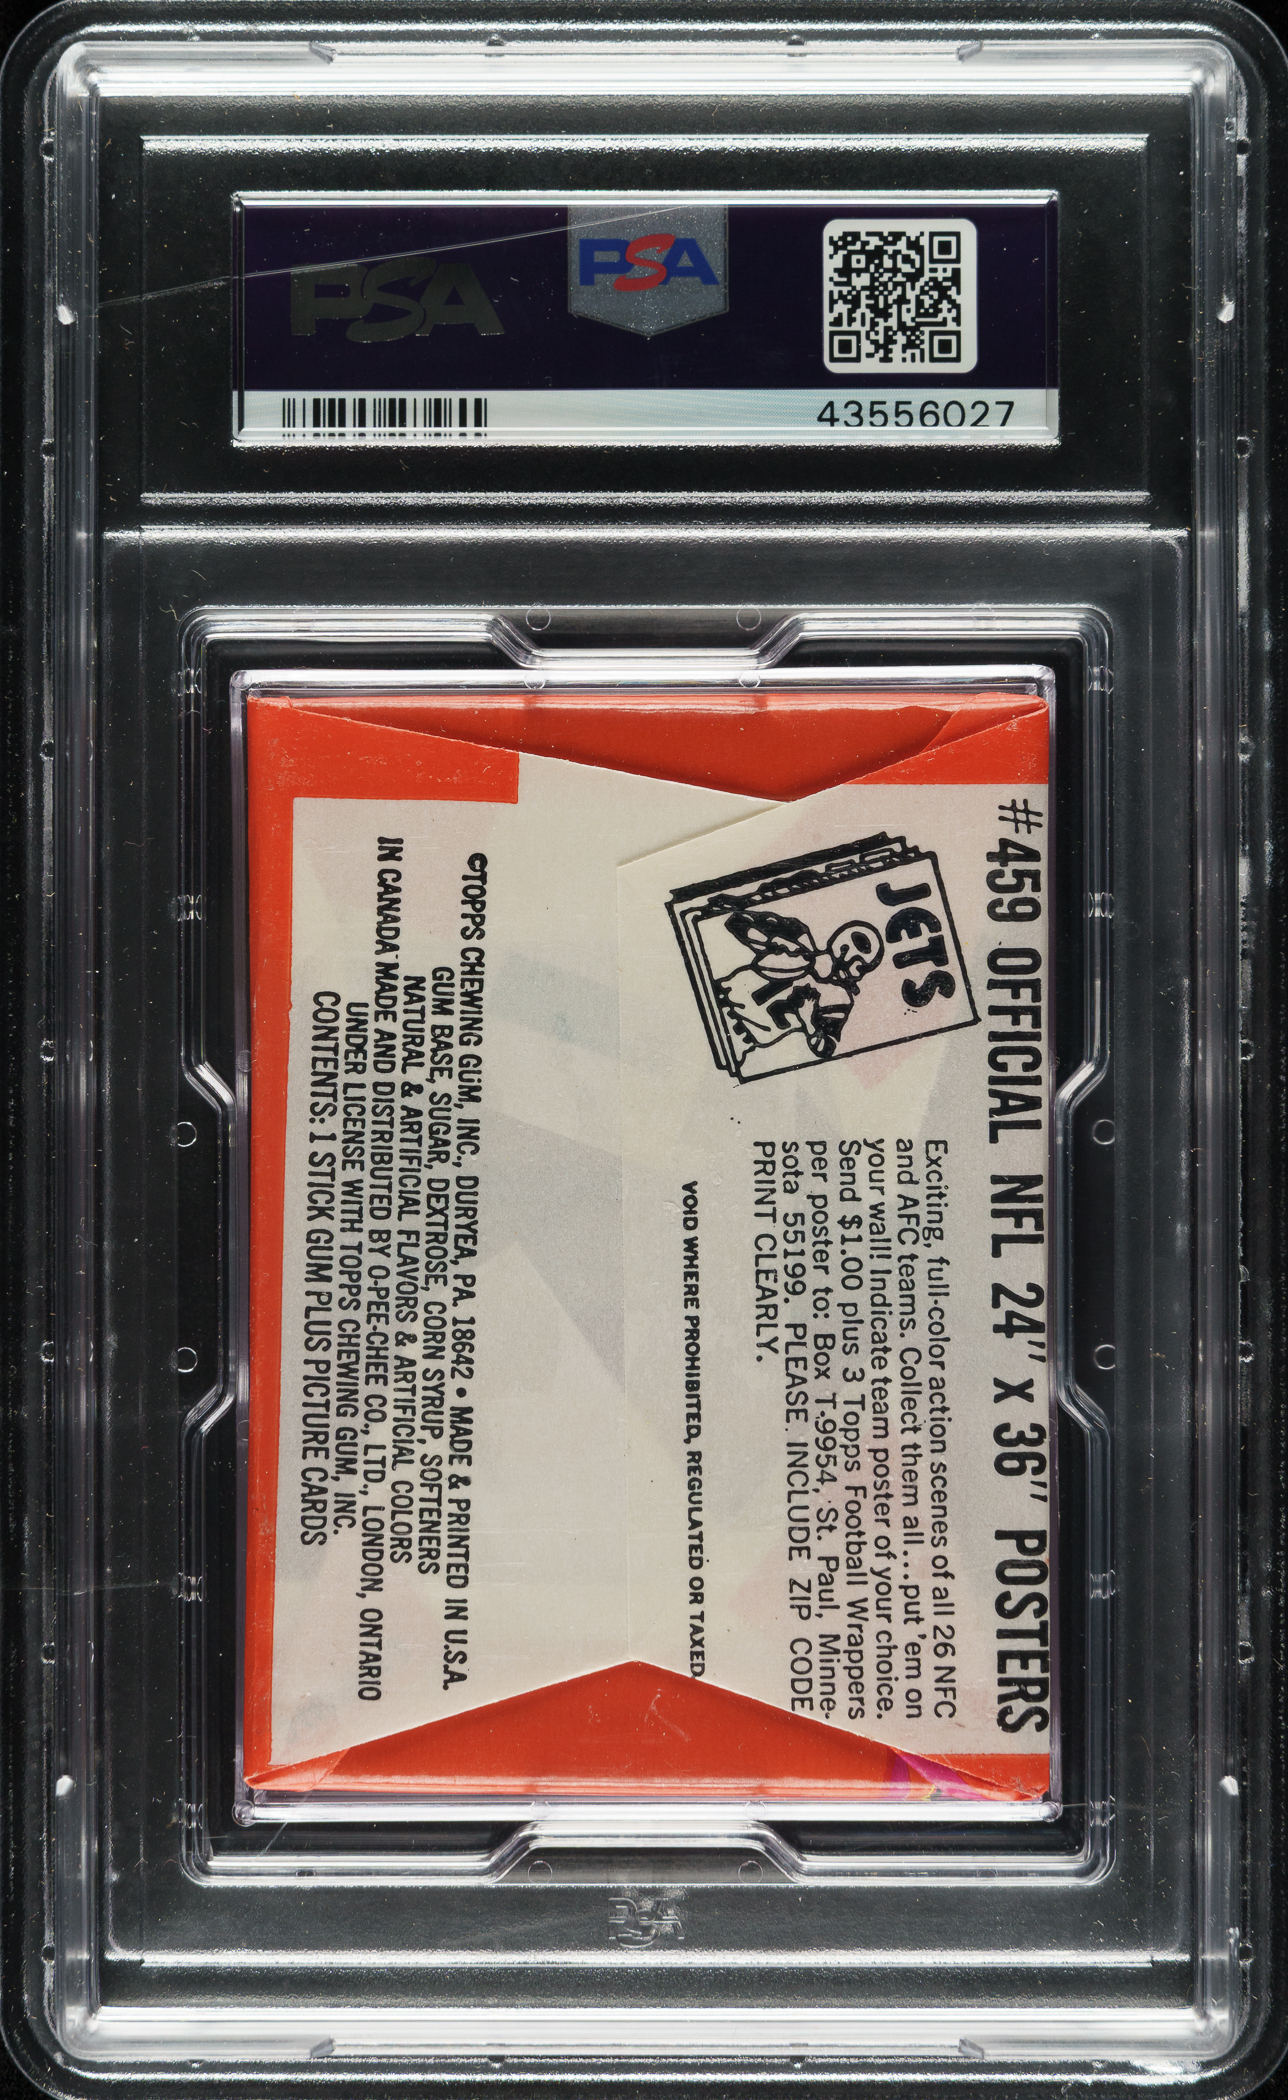 PSA
PSA
43556027
#459 OFFICIAL NFL 24" x 36" POSTERS
JETS
Exciting, full-color action scenes of all 26 NFC
and AFC teams. Collect them all...put 'em on
your wall! Indicate team poster of your choice.
Send $1.00 plus 3 Topps Football Wrappers
per poster to: Box T-9954, St. Paul, Minne-
sota 55199. PLEASE INCLUDE ZIP CODE
PRINT CLEARLY.
VOID WHERE PROHIBITED, REGULATED OR TAXED
©TOPPS CHEWING GUM, INC., DURYEA, PA. 18642 • MADE & PRINTED IN U.S.A.
GUM BASE, SUGAR, DEXTROSE, CORN SYRUP, SOFTENERS
NATURAL & ARTIFICIAL FLAVORS & ARTIFICIAL COLORS
IN CANADA MADE AND DISTRIBUTED BY O-PEE-CHEE CO., LTD., LONDON, ONTARIO
UNDER LICENSE WITH TOPPS CHEWING GUM, INC.
CONTENTS: 1 STICK GUM PLUS PICTURE CARDS
PSA